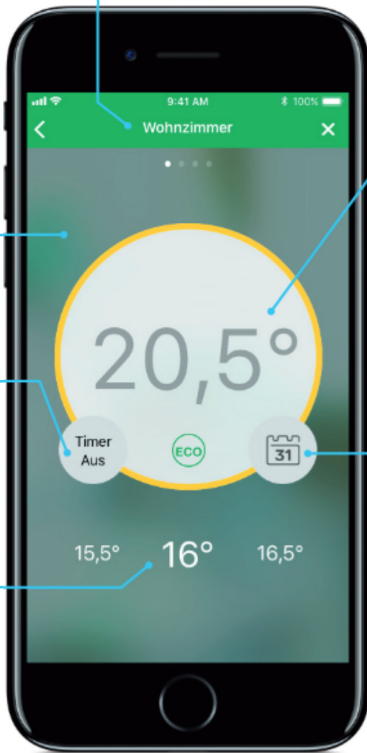 9:41 AM
100%
Wohnzimmer
20,5°
Timer
Aus
ECO
31
15,5°
16°
16,5°